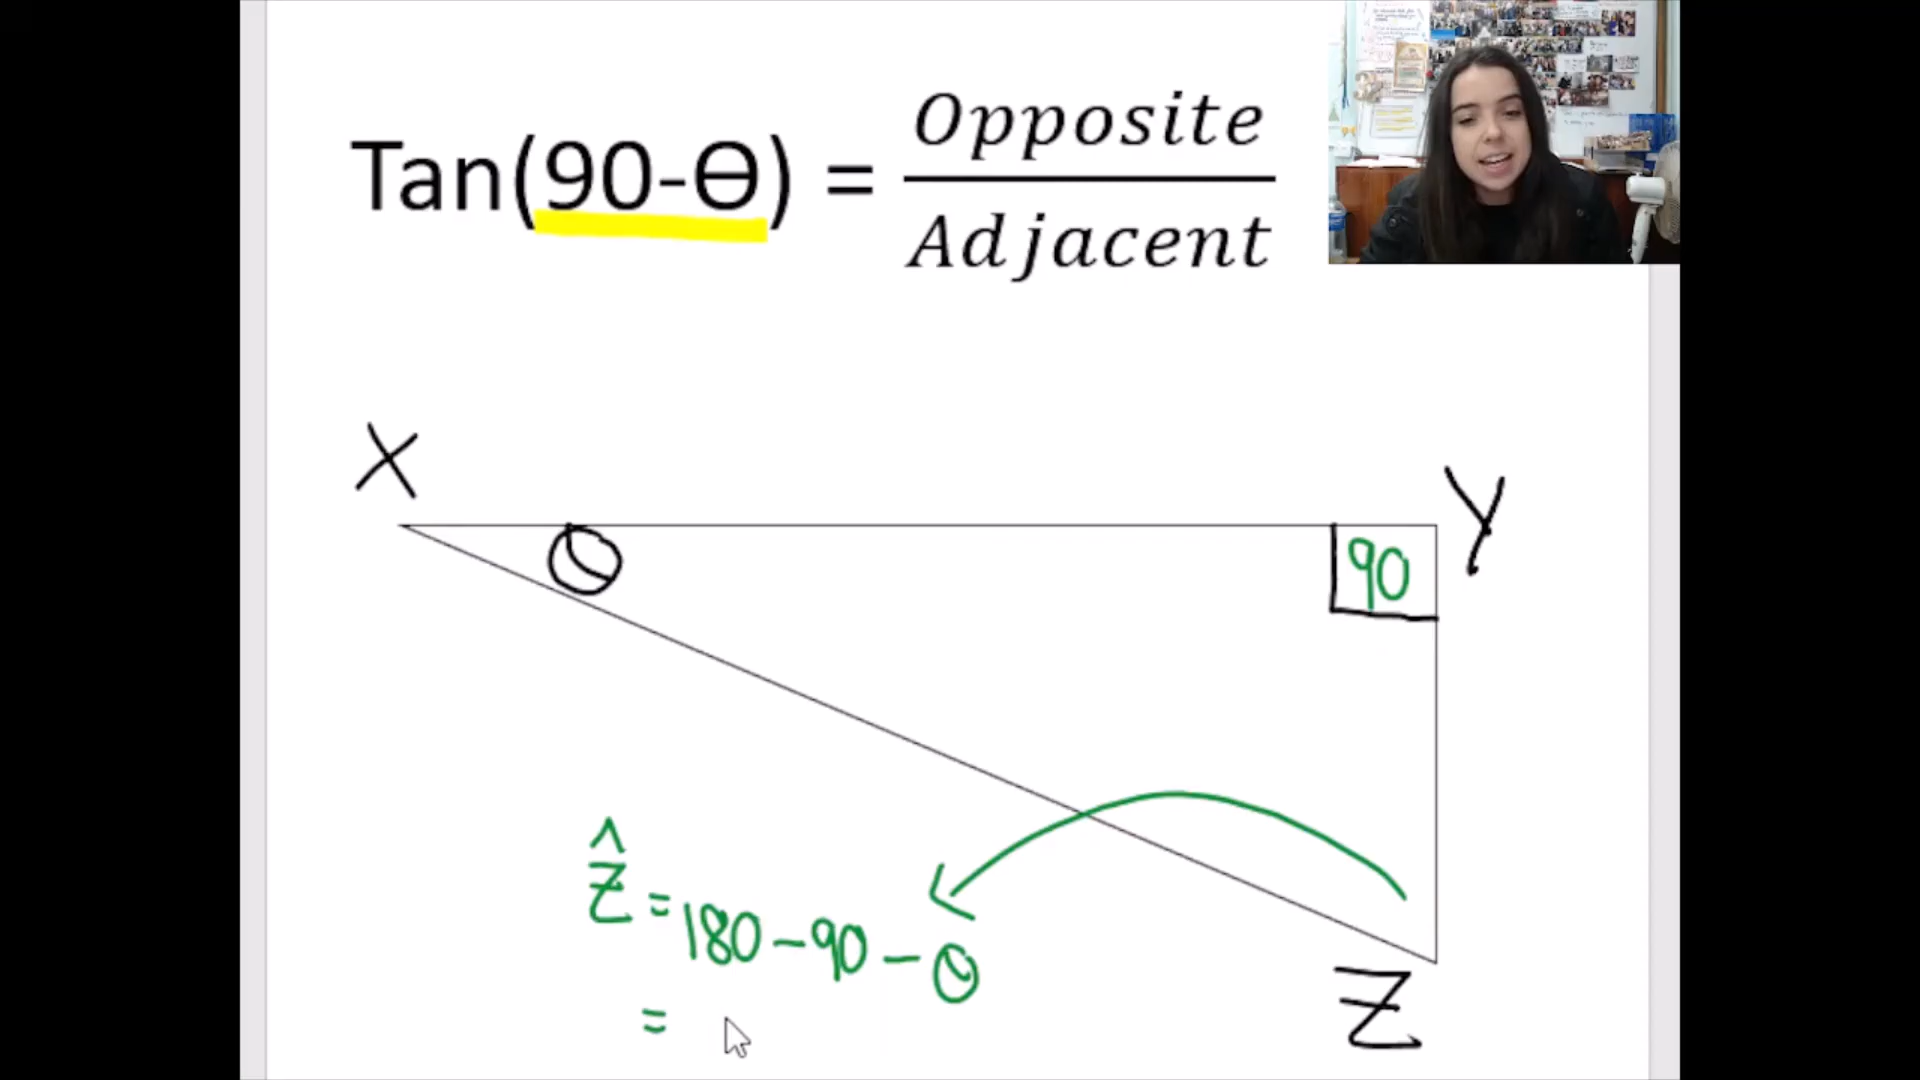 Tan(90-Ɵ) = Opposite
Adjacent
X
Y
θ
90
Ẑ = 180 - 90 - θ
=
Z